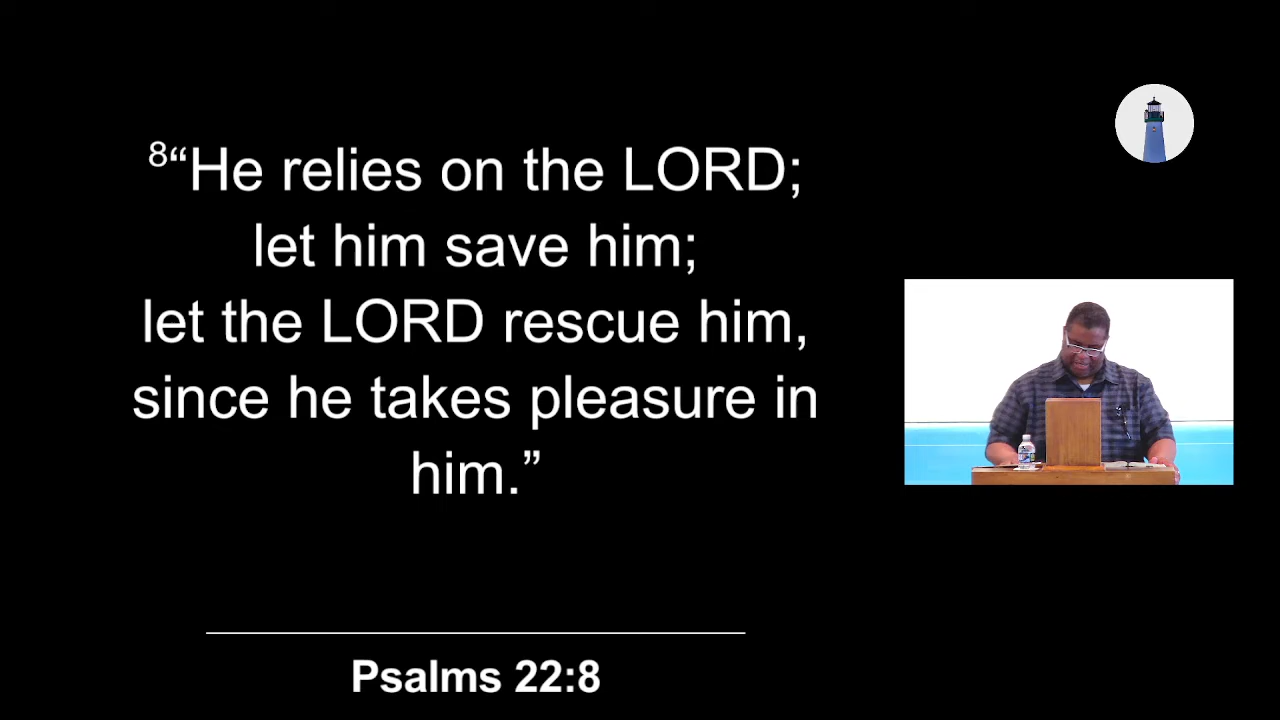 8“He relies on the LORD;
let him save him;
let the LORD rescue him,
since he takes pleasure in
him.”
Psalms 22:8